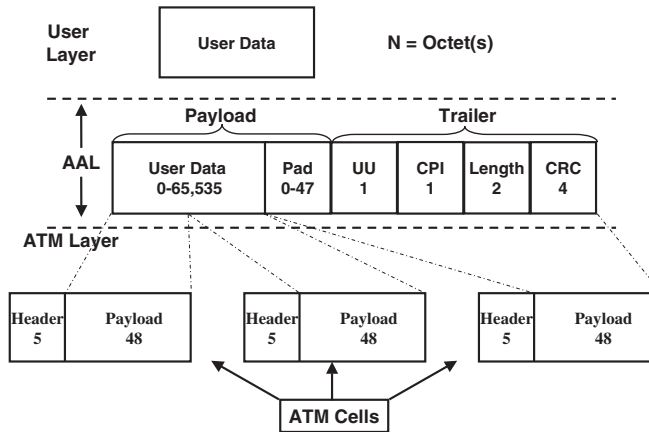 User
Layer
User Data
N = Octet(s)
Payload
Trailer
AAL
User Data
0-65,535
Pad
0-47
UU
1
CPI
1
Length
2
CRC
4
ATM Layer
Header
5
Payload
48
Header
5
Payload
48
Header
5
Payload
48
ATM Cells